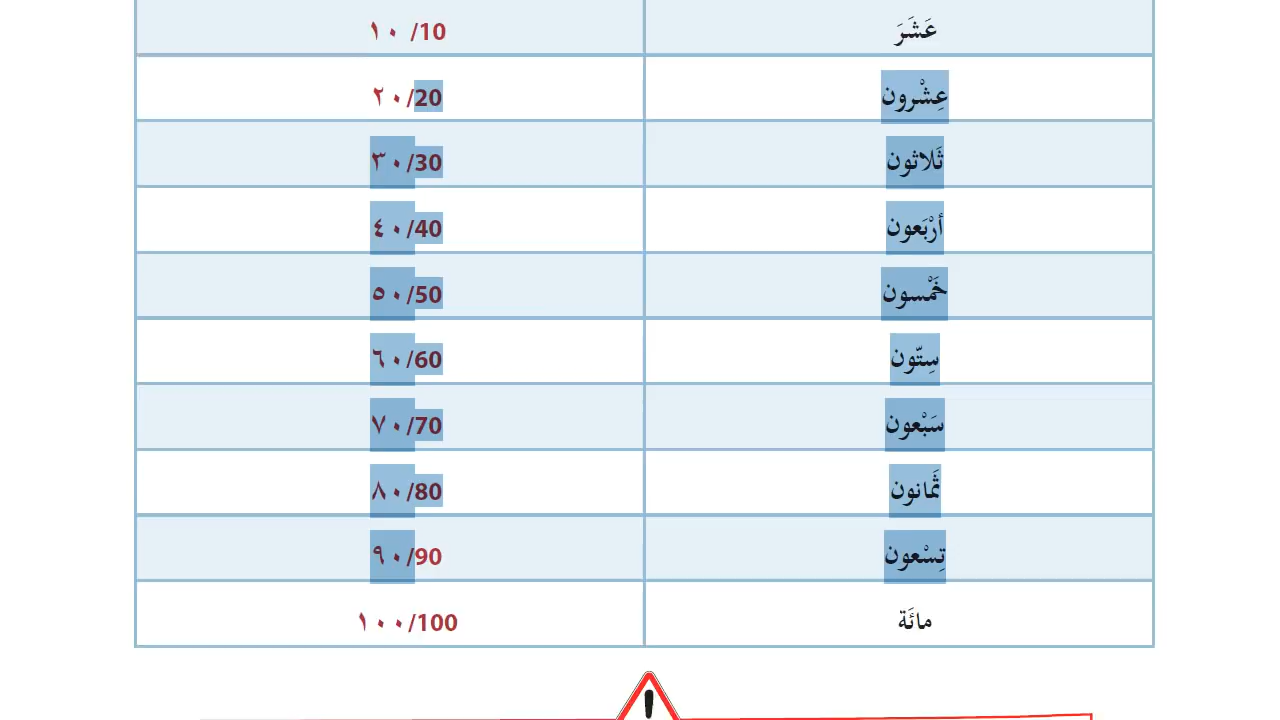 ١٠ /10 عَشَرَ
٢٠/20 عِشْرون
٣٠/30 ثَلاثون
٤٠/40 أرْبَعون
٥٠/50 خَمْسون
٦٠/60 سِتّون
٧٠/70 سَبْعون
٨٠/80 ثَمانون
٩٠/90 تِسْعون
١٠٠/100 مائَة